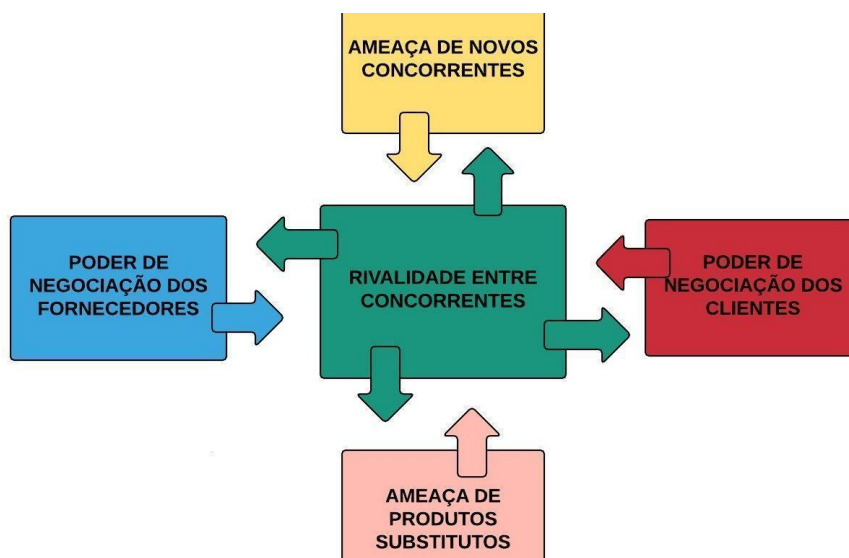 AMEAÇA DE NOVOS
CONCORRENTES
PODER DE
NEGOCIAÇÃO DOS
FORNECEDORES
RIVALIDADE ENTRE
CONCORRENTES
PODER DE
NEGOCIAÇÃO DOS
CLIENTES
AMEAÇA DE
PRODUTOS
SUBSTITUTOS